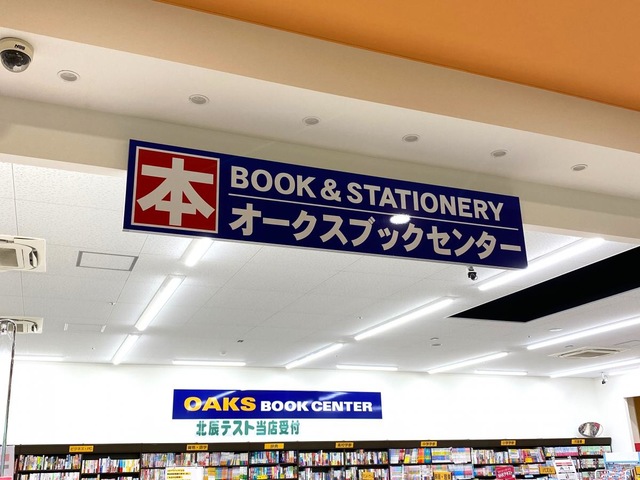 本
BOOK & STATIONERY
オークスブックセンター
OAKS BOOK CENTER
北辰テスト当店受付